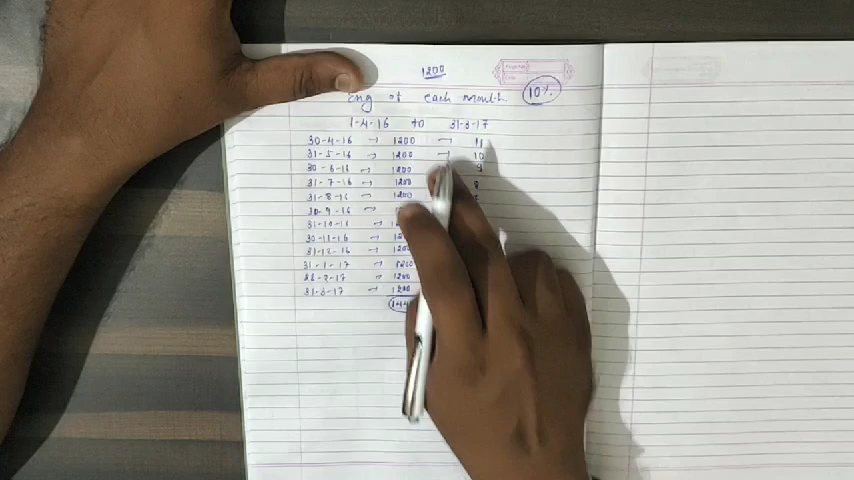 1200
Eng of each month 10%
1-4-16 to 31-3-17
30-4-16 → 1200 → 11
31-5-16 → 1200 → 10
30-6-16 → 1200 9
31-7-16 → 1200 8
31-8-16 → 1200
30-9-16 →
31-10-16 →
30-11-16 →
31-12-16 → 1200
31-1-17 → 1200
28-2-17 → 1200
31-3-17 → 1200